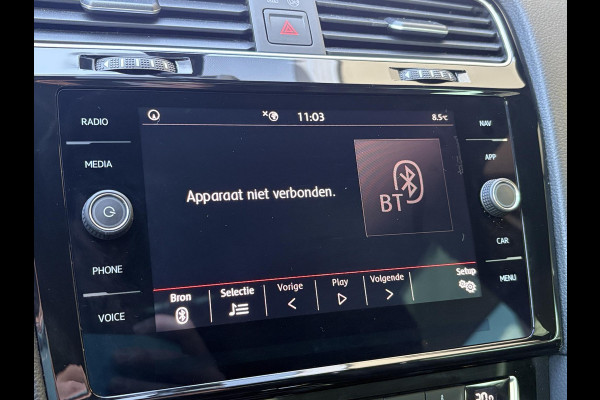 RADIO
MEDIA
PHONE
VOICE
11:03
8.5°C
Apparaat niet verbonden.
BT
Bron
Selectie
Vorige
Play
Volgende
Setup
NAV
APP
CAR
MENU